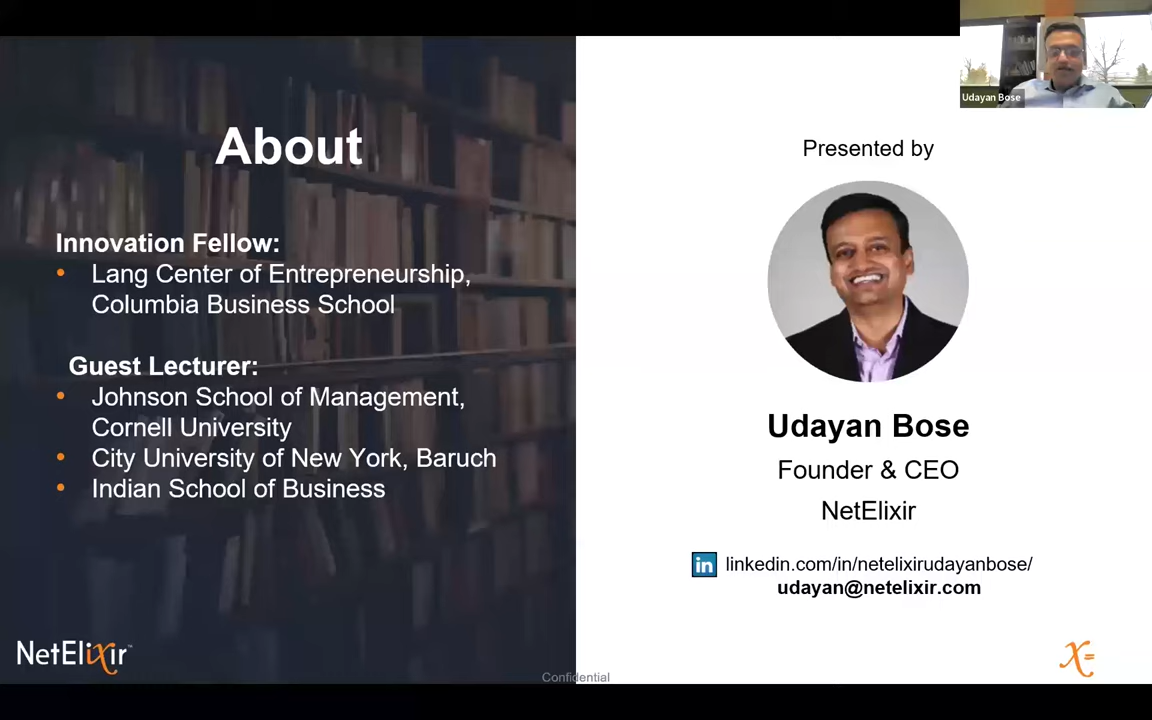 Udayan Bose
About
Innovation Fellow:
• Lang Center of Entrepreneurship,
Columbia Business School
Guest Lecturer:
• Johnson School of Management,
Cornell University
• City University of New York, Baruch
• Indian School of Business
Presented by
Udayan Bose
Founder & CEO
NetElixir
in linkedin.com/in/netelixirudayanbose/
udayan@netelixir.com
NetElixir™
Confidential
X=